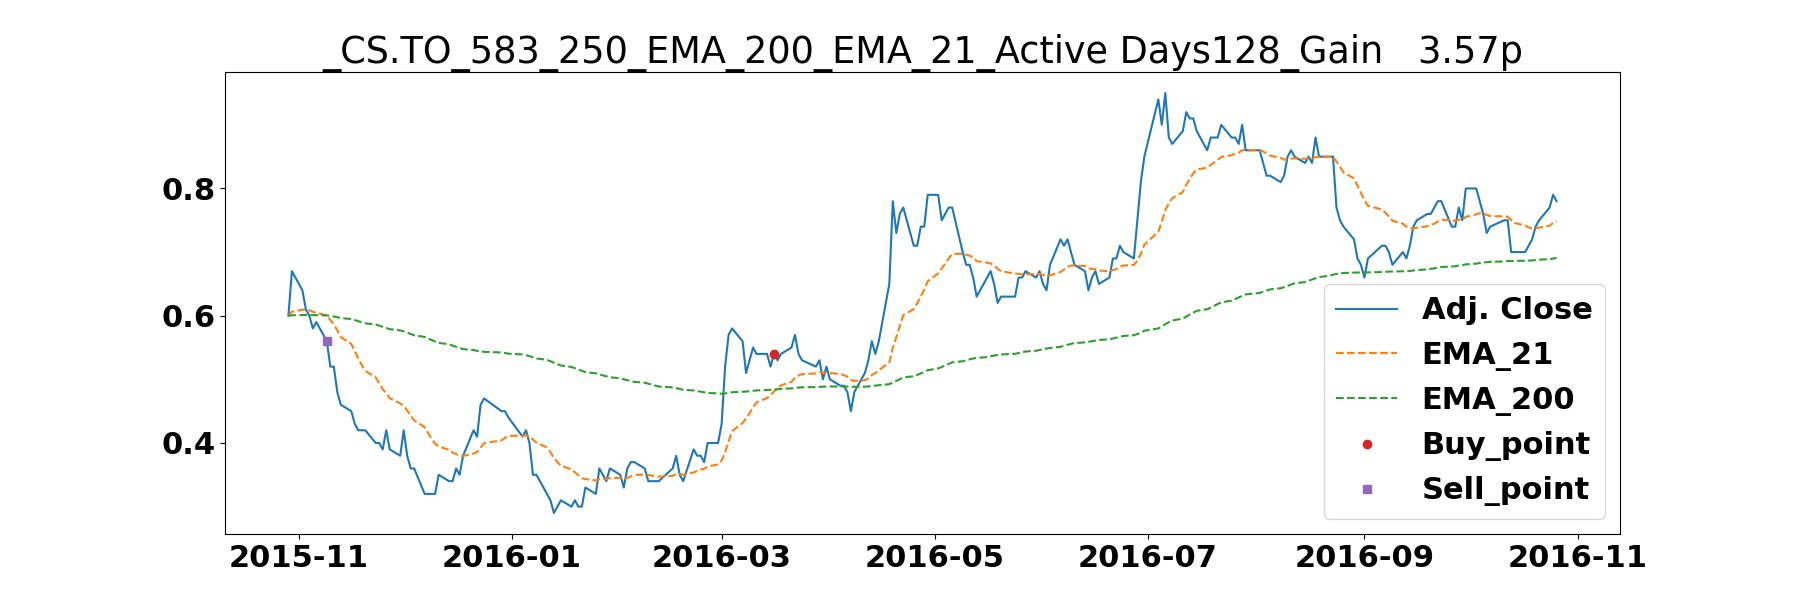 _CS.TO_583_250_EMA_200_EMA_21_Active Days128_Gain   3.57p
0.8
0.6
0.4
Adj. Close
EMA_21
EMA_200
Buy_point
Sell_point
2015-11 2016-01 2016-03 2016-05 2016-07 2016-09 2016-11